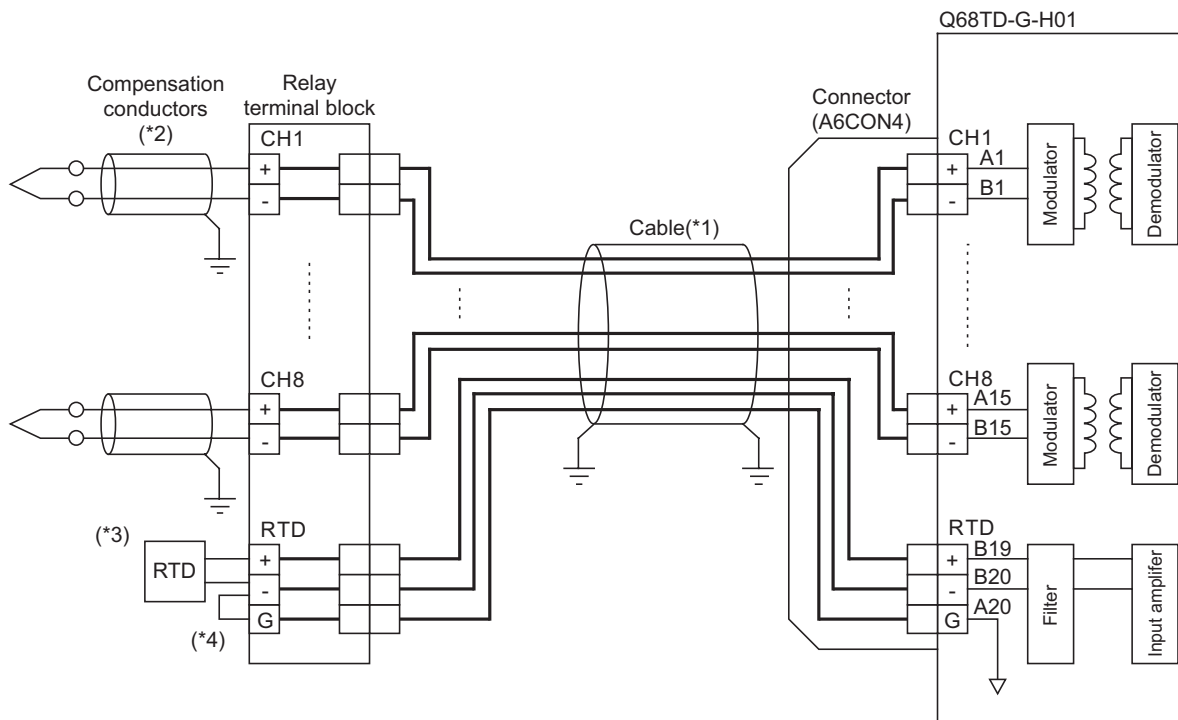 Q68TD-G-H01
Compensation
conductors
(*2)
Relay
terminal block
Connector
(A6CON4)
CH1
+
-
Cable(*1)
CH1
+
-
A1
B1
Modulator
Demodulator
CH8
+
-
CH8
+
-
A15
B15
Modulator
Demodulator
(*3)
RTD
(*4)
RTD
+
-
G
RTD
+
-
G
B19
B20
A20
Filter
Input amplifer